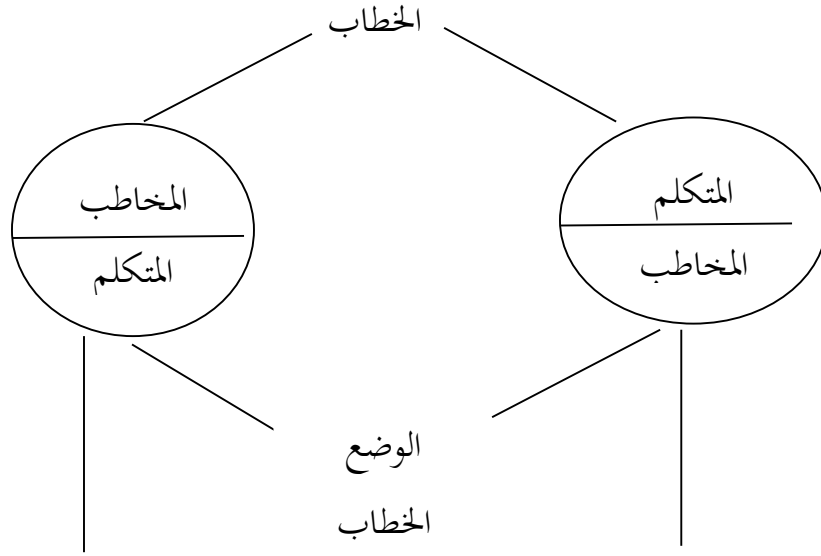 الخطاب
المتكلم
المخاطب
المخاطب
المتكلم
الوضع
الخطاب